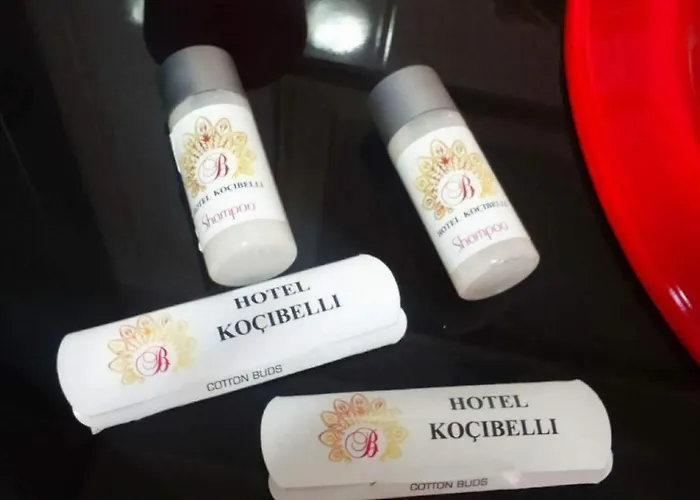 B
HOTEL KOÇIBELLI
Shampoo
B
HOTEL KOÇIBELLI
Shampoo
B
HOTEL
KOÇIBELLI
COTTON BUDS
B
HOTEL
KOÇIBELLI
COTTON BUDS